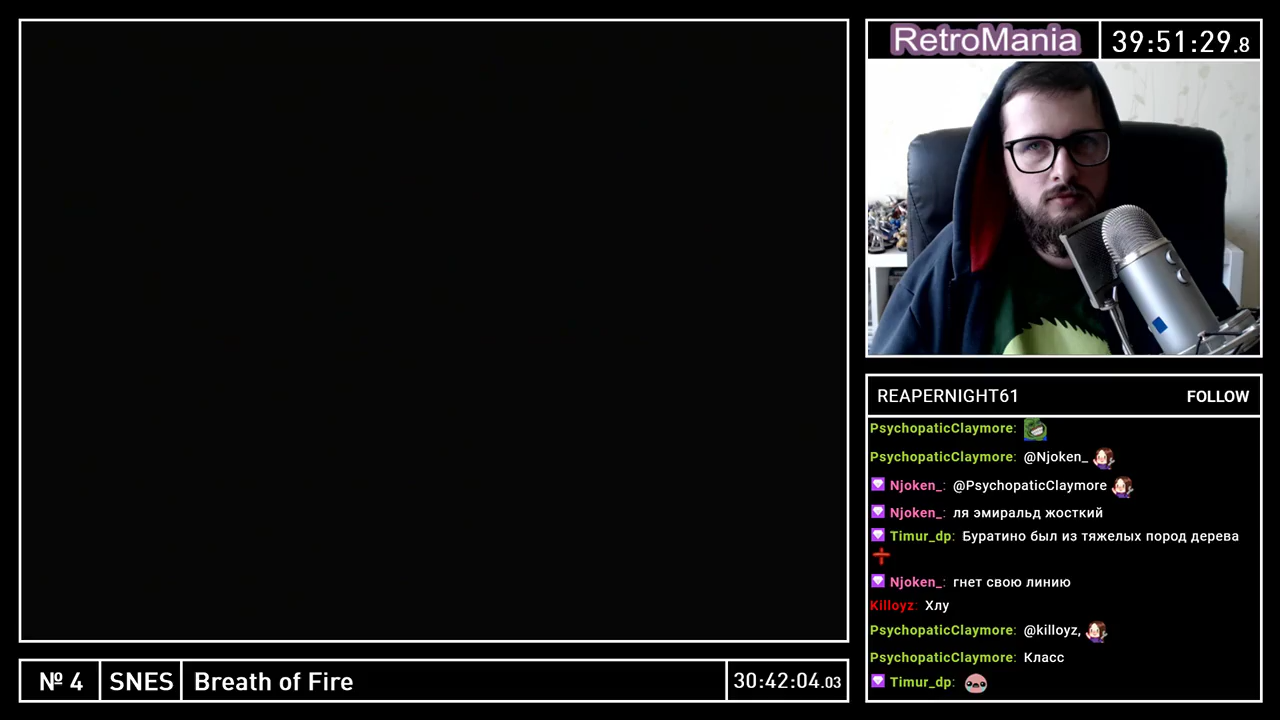 RetroMania
39:51:29.8
REAPERNIGHT61
FOLLOW
PsychopaticClaymore:
PsychopaticClaymore: @Njoken_
Njoken_: @PsychopaticClaymore
Njoken_: ля эмиральд жосткий
Timur_dp: Буратино был из тяжелых пород дерева
Njoken_: гнет свою линию
Killoyz: Хлу
PsychopaticClaymore: @killoyz,
PsychopaticClaymore: Класс
Timur_dp:
№ 4
SNES
Breath of Fire
30:42:04.03